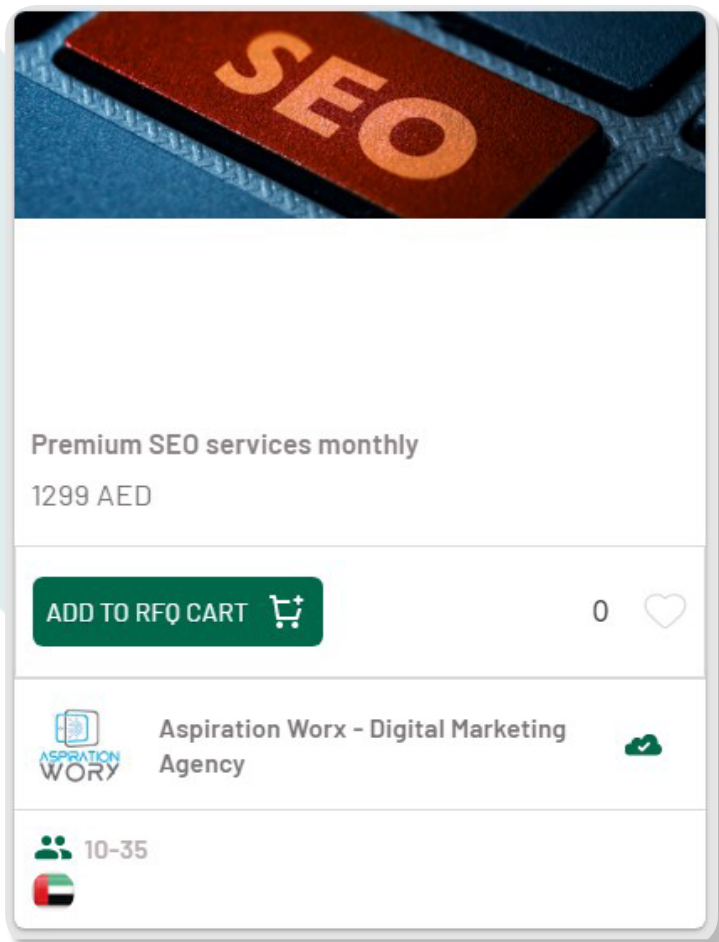 SEO
Premium SEO services monthly
1299 AED
ADD TO RFQ CART
0
ASPIRATION
WORX
Aspiration Worx - Digital Marketing
Agency
10-35